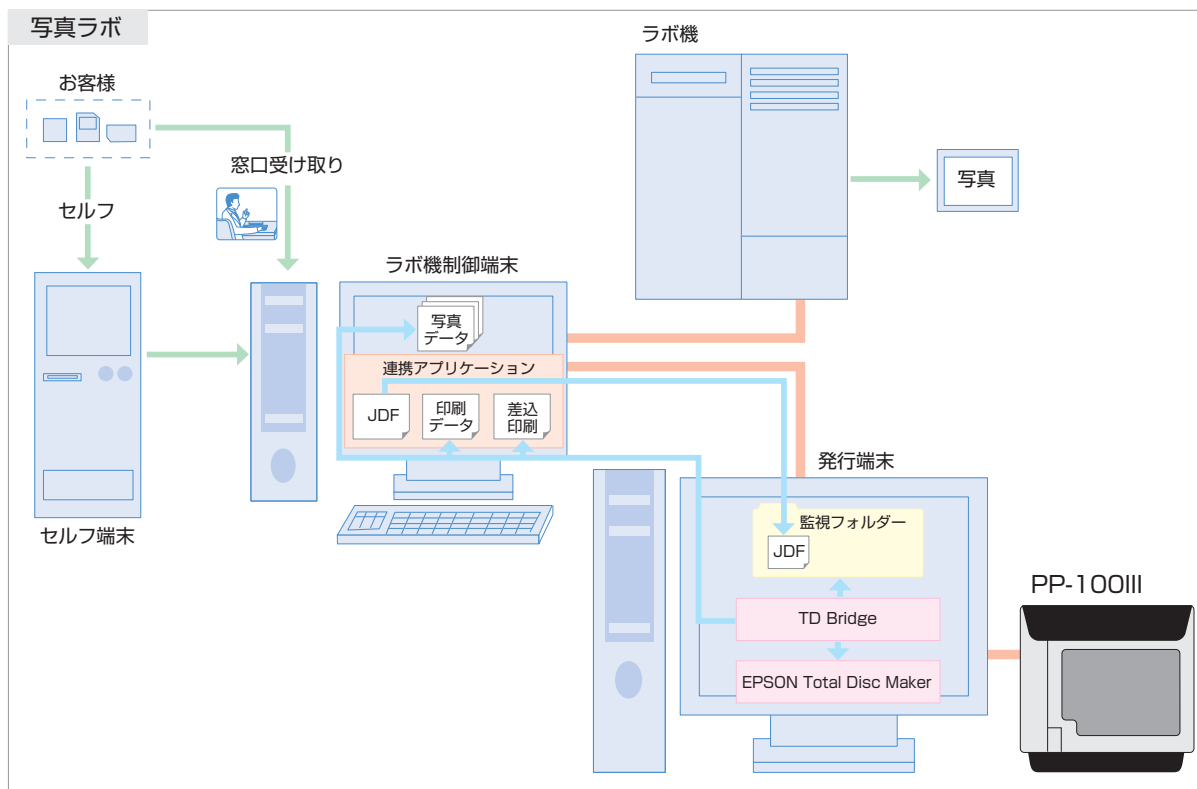 写真ラボ
お客様
窓口受け取り
セルフ
セルフ端末
ラボ機
写真
ラボ機制御端末
写真
データ
連携アプリケーション
JDF
印刷
データ
差込
印刷
発行端末
監視フォルダー
JDF
TD Bridge
EPSON Total Disc Maker
PP-100III